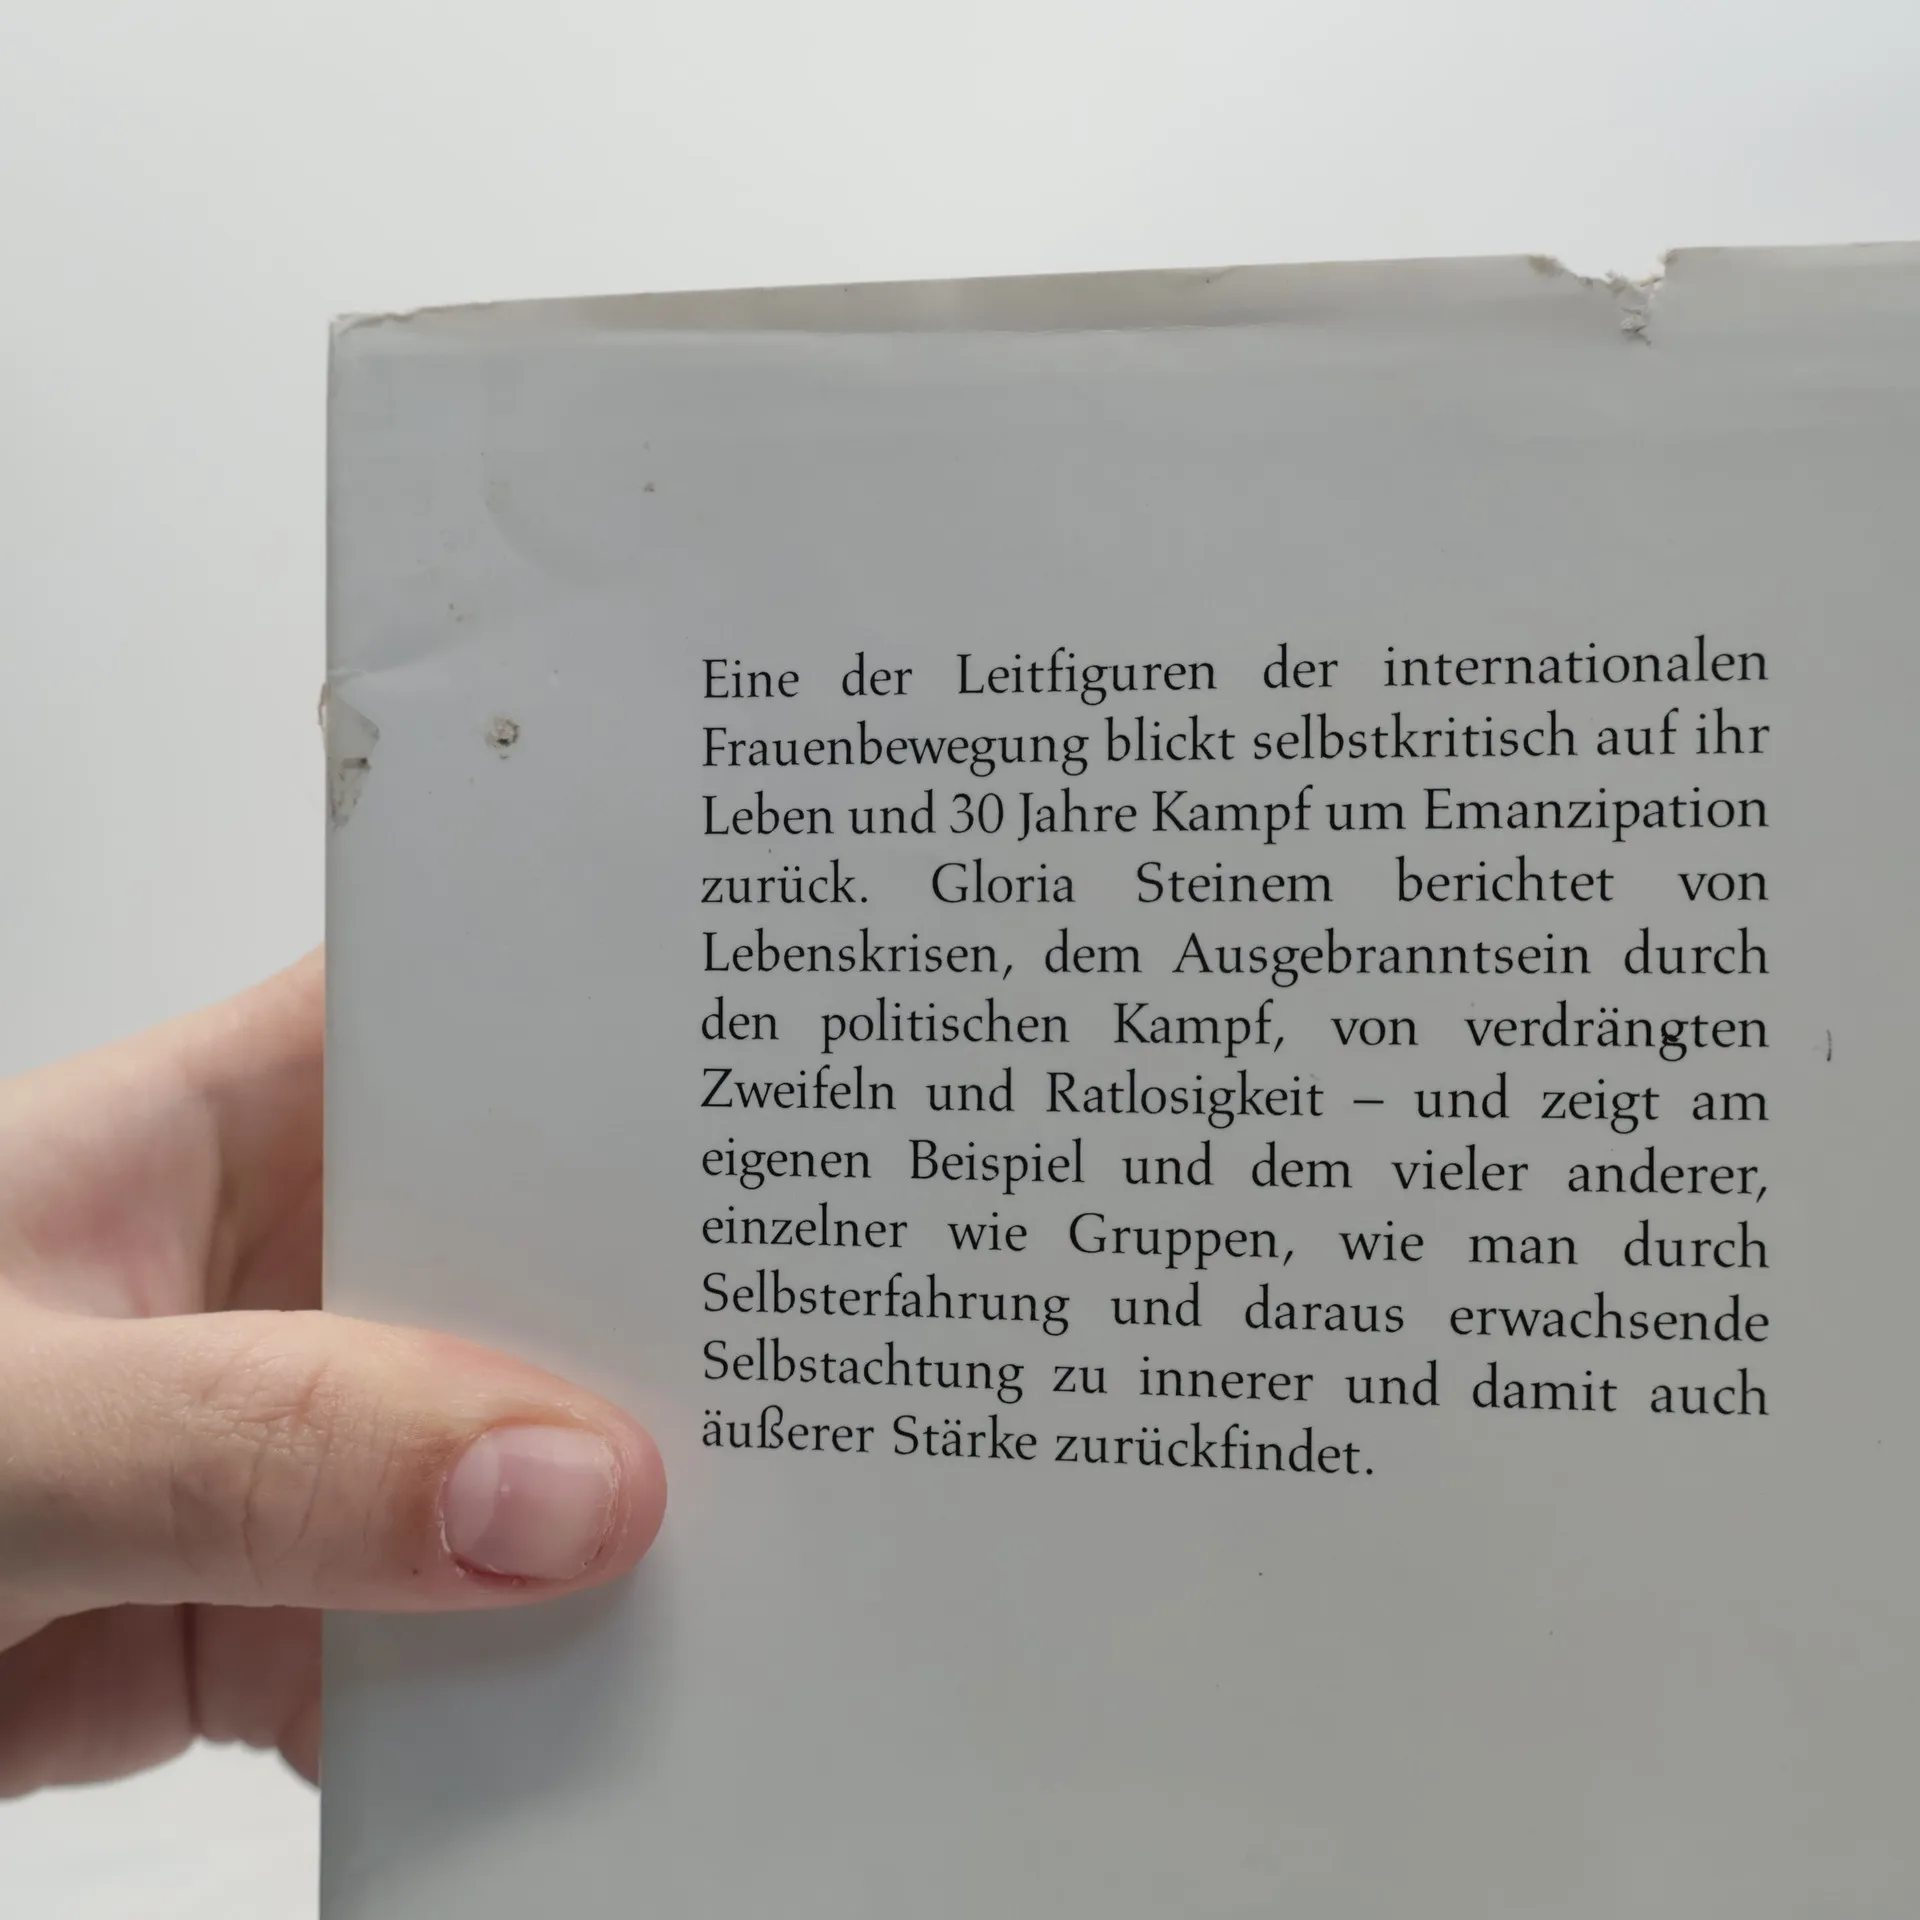 Eine der Leitfiguren der internationalen
Frauenbewegung blickt selbstkritisch auf ihr
Leben und 30 Jahre Kampf um Emanzipation
zurück. Gloria Steinem berichtet von
Lebenskrisen, dem Ausgebranntsein durch
den politischen Kampf, von verdrängten
Zweifeln und Ratlosigkeit – und zeigt am
eigenen Beispiel und dem vieler anderer,
einzelner wie Gruppen, wie man durch
Selbsterfahrung und daraus erwachsende
Selbstachtung zu innerer und damit auch
äußerer Stärke zurückfindet.